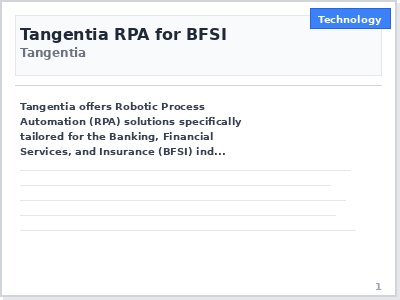 Technology
Tangentia RPA for BFSI
Tangentia
Tangentia offers Robotic Process
Automation (RPA) solutions specifically
tailored for the Banking, Financial
Services, and Insurance (BFSI) ind...
1